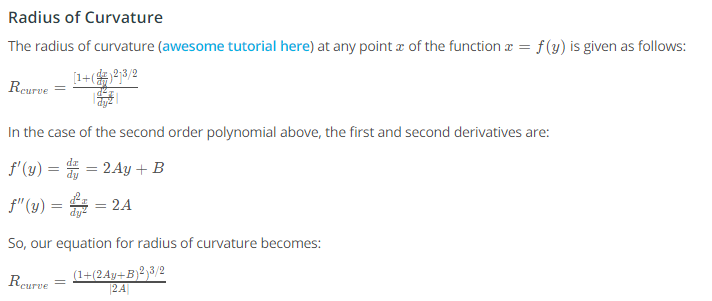 Radius of Curvature
The radius of curvature (awesome tutorial here) at any point x of the function x = f(y) is given as follows:
R_{curve} = \frac{[1+(\frac{dx}{dy})^2]^{3/2}}{|\frac{d^2x}{dy^2}|}
In the case of the second order polynomial above, the first and second derivatives are:
f'(y) = \frac{dx}{dy} = 2Ay + B
f''(y) = \frac{d^2x}{dy^2} = 2A
So, our equation for radius of curvature becomes:
R_{curve} = \frac{(1+(2Ay+B)^2)^{3/2}}{|2A|}